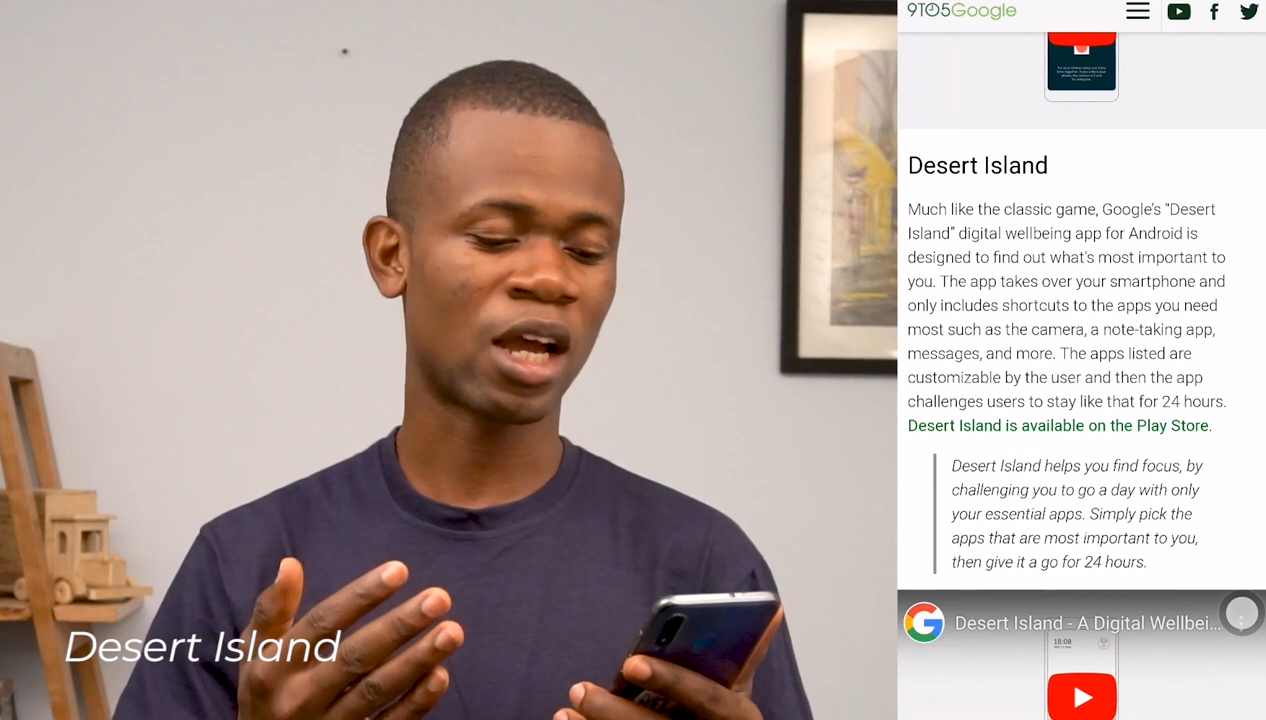 9TO5Google
Desert Island
Much like the classic game, Google's “Desert
Island” digital wellbeing app for Android is
designed to find out what's most important to
you. The app takes over your smartphone and
only includes shortcuts to the apps you need
most such as the camera, a note-taking app,
messages, and more. The apps listed are
customizable by the user and then the app
challenges users to stay like that for 24 hours.
Desert Island is available on the Play Store.
Desert Island helps you find focus, by
challenging you to go a day with only
your essential apps. Simply pick the
apps that are most important to you,
then give it a go for 24 hours.
Desert Island - A Digital Wellbei...
16:08
Desert Island